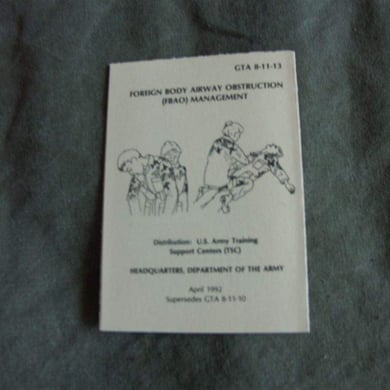 GTA 8-11-13
FOREIGN BODY AIRWAY OBSTRUCTION
(FBAO) MANAGEMENT
Distribution: U.S. Army Training
Support Centers (TSC)
HEADQUARTERS, DEPARTMENT OF THE ARMY
April 1992
Supersedes GTA 8-11-10